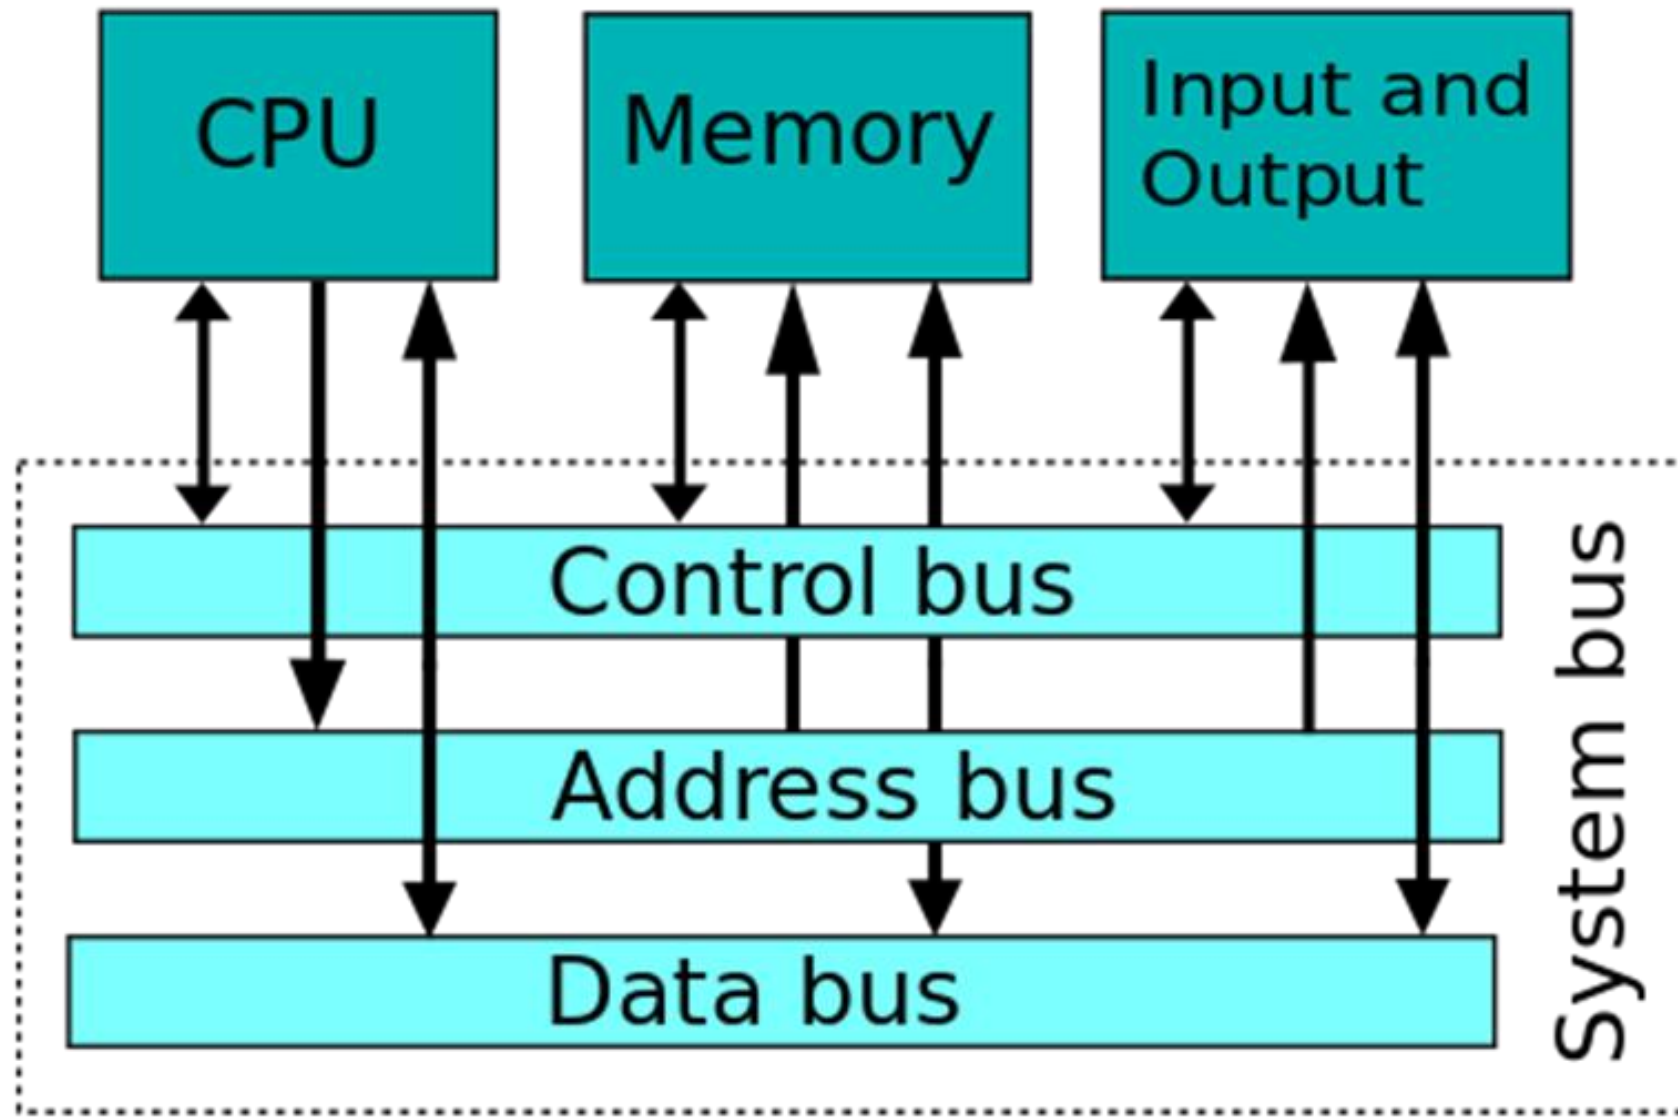 CPU
Memory
Input and
Output
Control bus
Address bus
Data bus
System bus